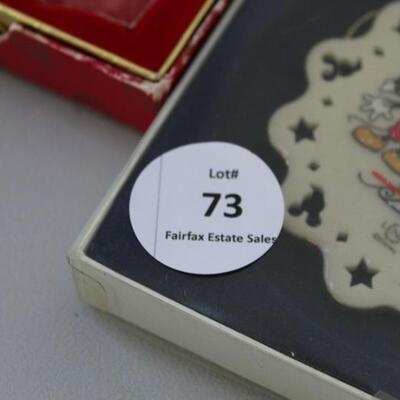 Lot#
73
Fairfax Estate Sales